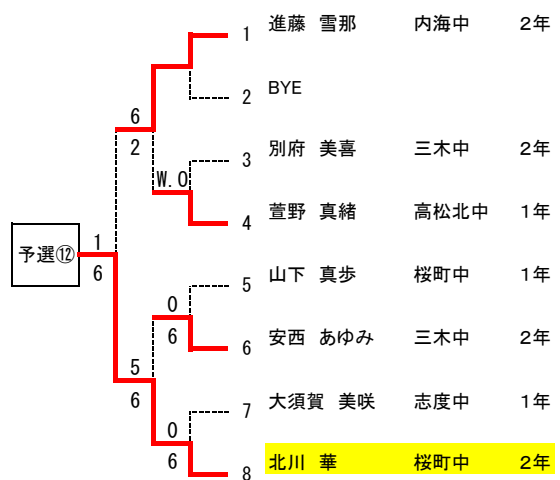 1 進藤 雪那 内海中 2年
2 BYE
6
2
3 別府 美喜 三木中 2年
W.O
4 萱野 真緒 高松北中 1年
予選⑫
1
6
5 山下 真歩 桜町中 1年
0
6
6 安西 あゆみ 三木中 2年
5
6
7 大須賀 美咲 志度中 1年
0
6
8 北川 華 桜町中 2年